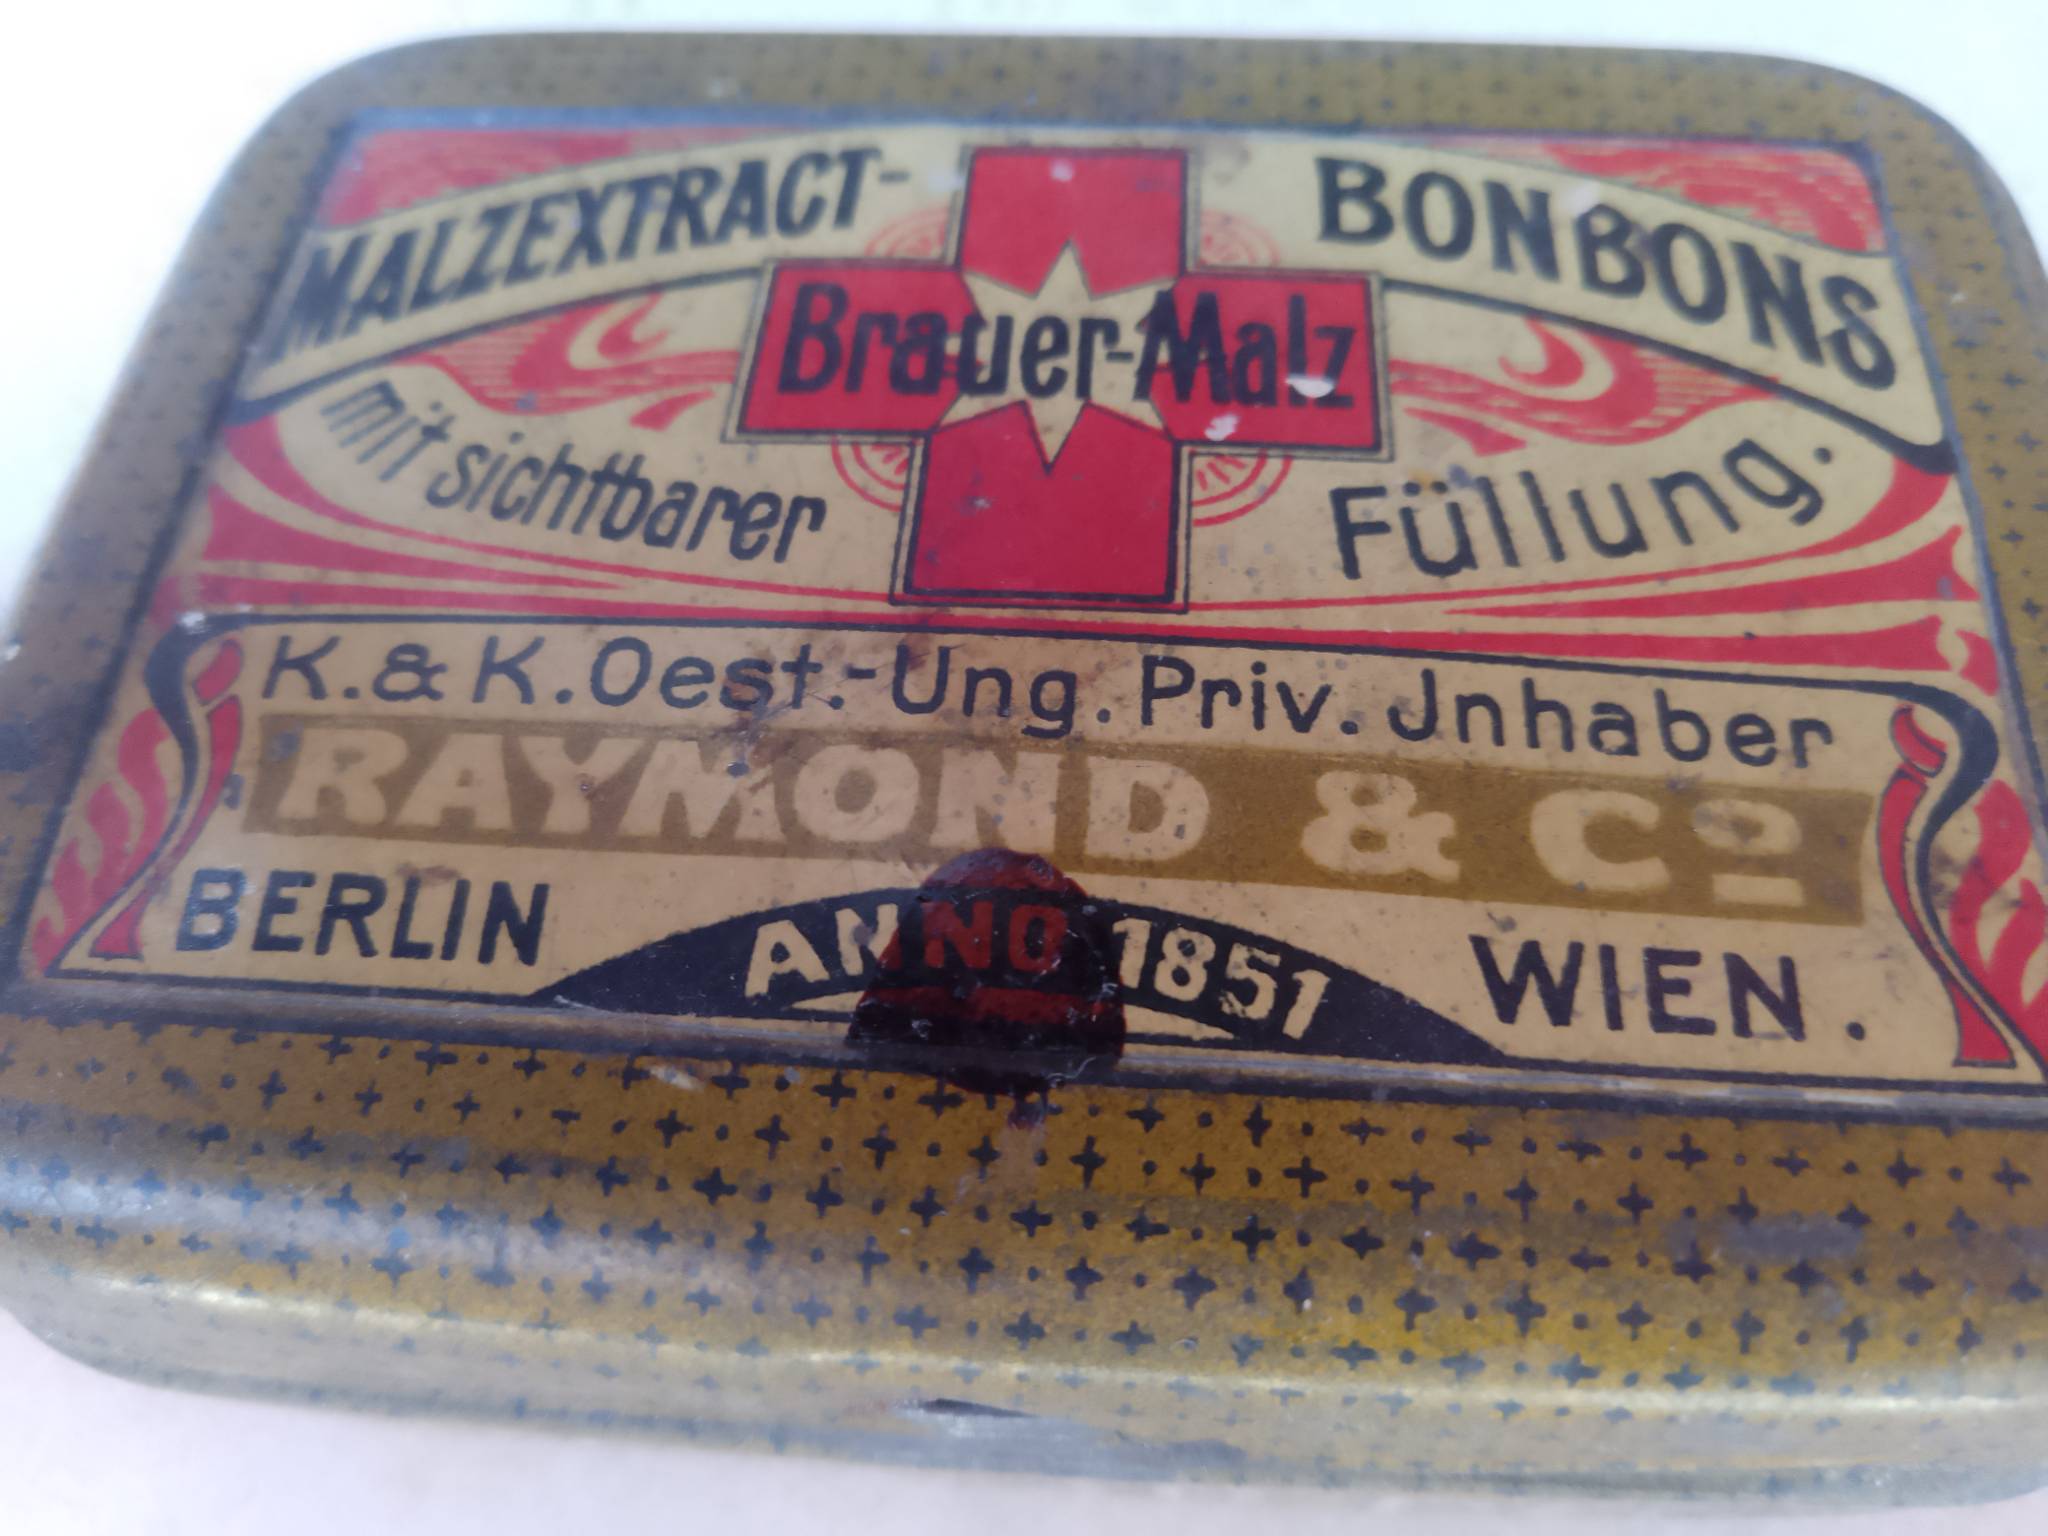 MALZEXTRACT-BONBONS
Brauer-Malz
mit sichtbarer Füllung.
K. & K. Oest.-Ung. Priv. Jnhaber
RAYMOND & Cº
BERLIN ANNO 1851 WIEN.